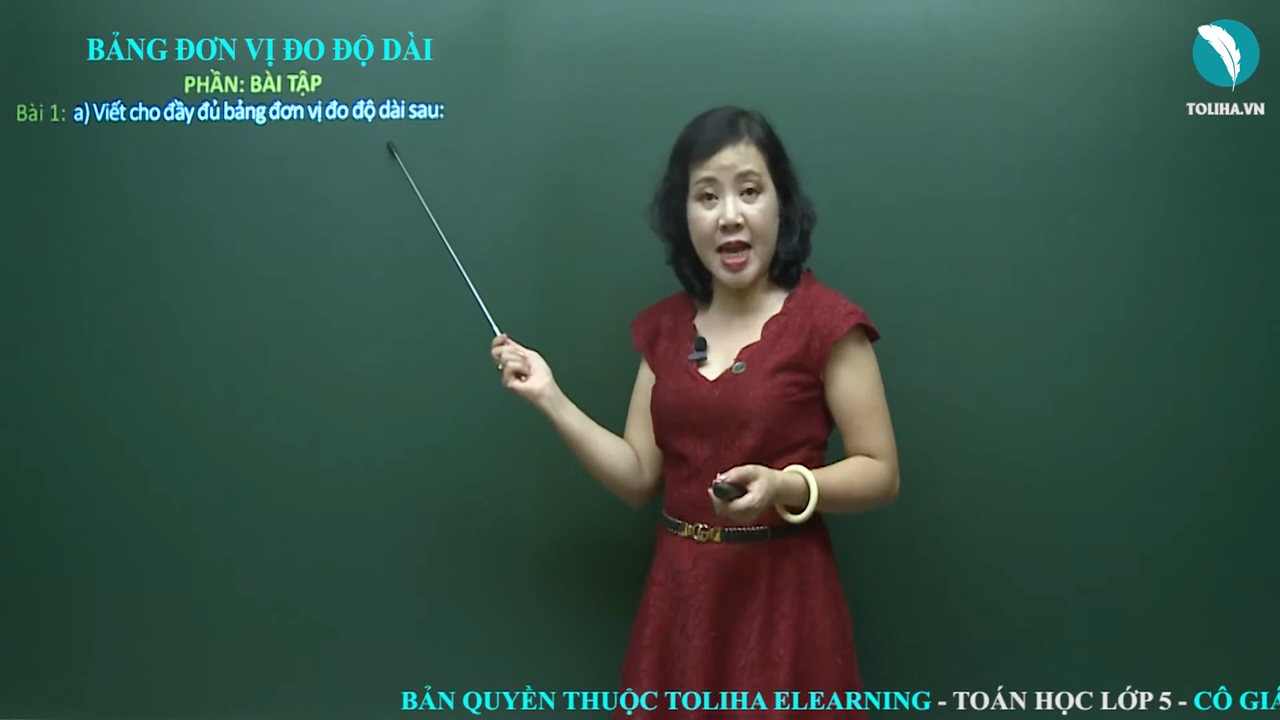 BẢNG ĐƠN VỊ ĐO ĐỘ DÀI
PHẦN: BÀI TẬP
Bài 1: a) Viết cho đầy đủ bảng đơn vị đo độ dài sau:
TOLIHA.VN
BẢN QUYỀN THUỘC TOLIHA ELEARNING - TOÁN HỌC LỚP 5 - CÔ